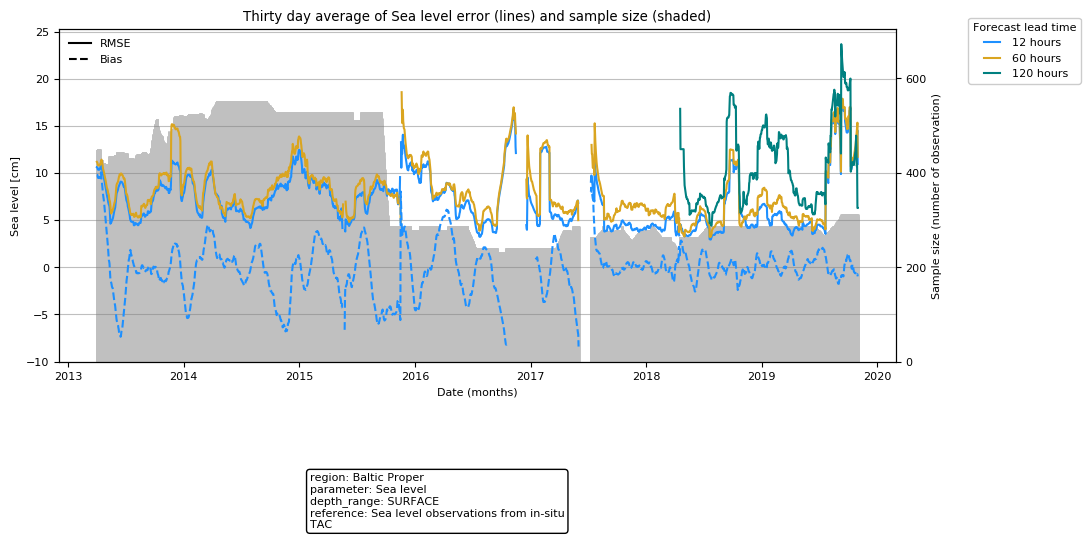 Thirty day average of Sea level error (lines) and sample size (shaded)
Forecast lead time
12 hours
60 hours
120 hours
RMSE
Bias
25
20
15
10
5
0
−5
−10
Sea level [cm]
600
400
200
0
Sample size (number of observation)
2013 2014 2015 2016 2017 2018 2019 2020
Date (months)
region: Baltic Proper
parameter: Sea level
depth_range: SURFACE
reference: Sea level observations from in-situ
TAC